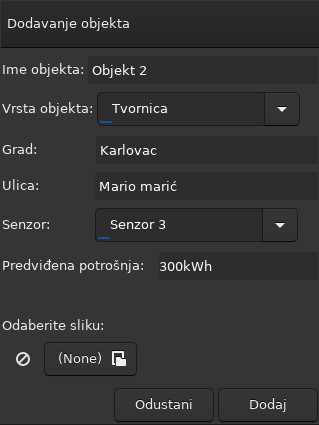 Dodavanje objekta
Ime objekta: Objekt 2
Vrsta objekta: Tvornica
Grad: Karlovac
Ulica: Mario marić
Senzor: Senzor 3
Predviđena potrošnja: 300kWh
Odaberite sliku:
(None)
Odustani Dodaj